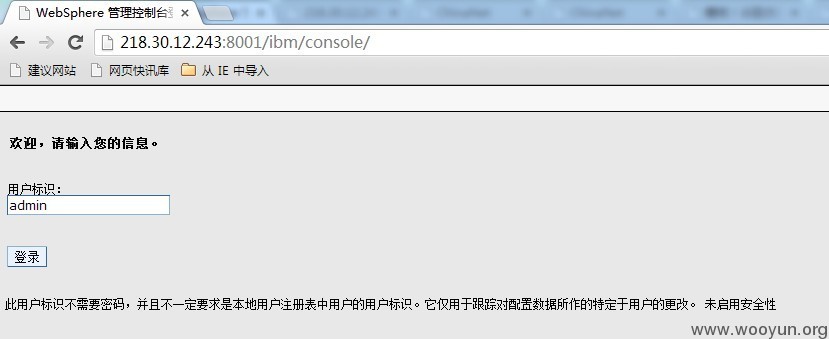 WebSphere 管理控制台
218.30.12.243:8001/ibm/console/
建议网站 网页快讯库 从 IE 中导入
欢迎，请输入您的信息。
用户标识：
admin
登录
此用户标识不需要密码，并且不一定要求是本地用户注册表中用户的用户标识。它仅用于跟踪对配置数据所作的特定于用户的更改。 未启用安全性
www.wooyun.org